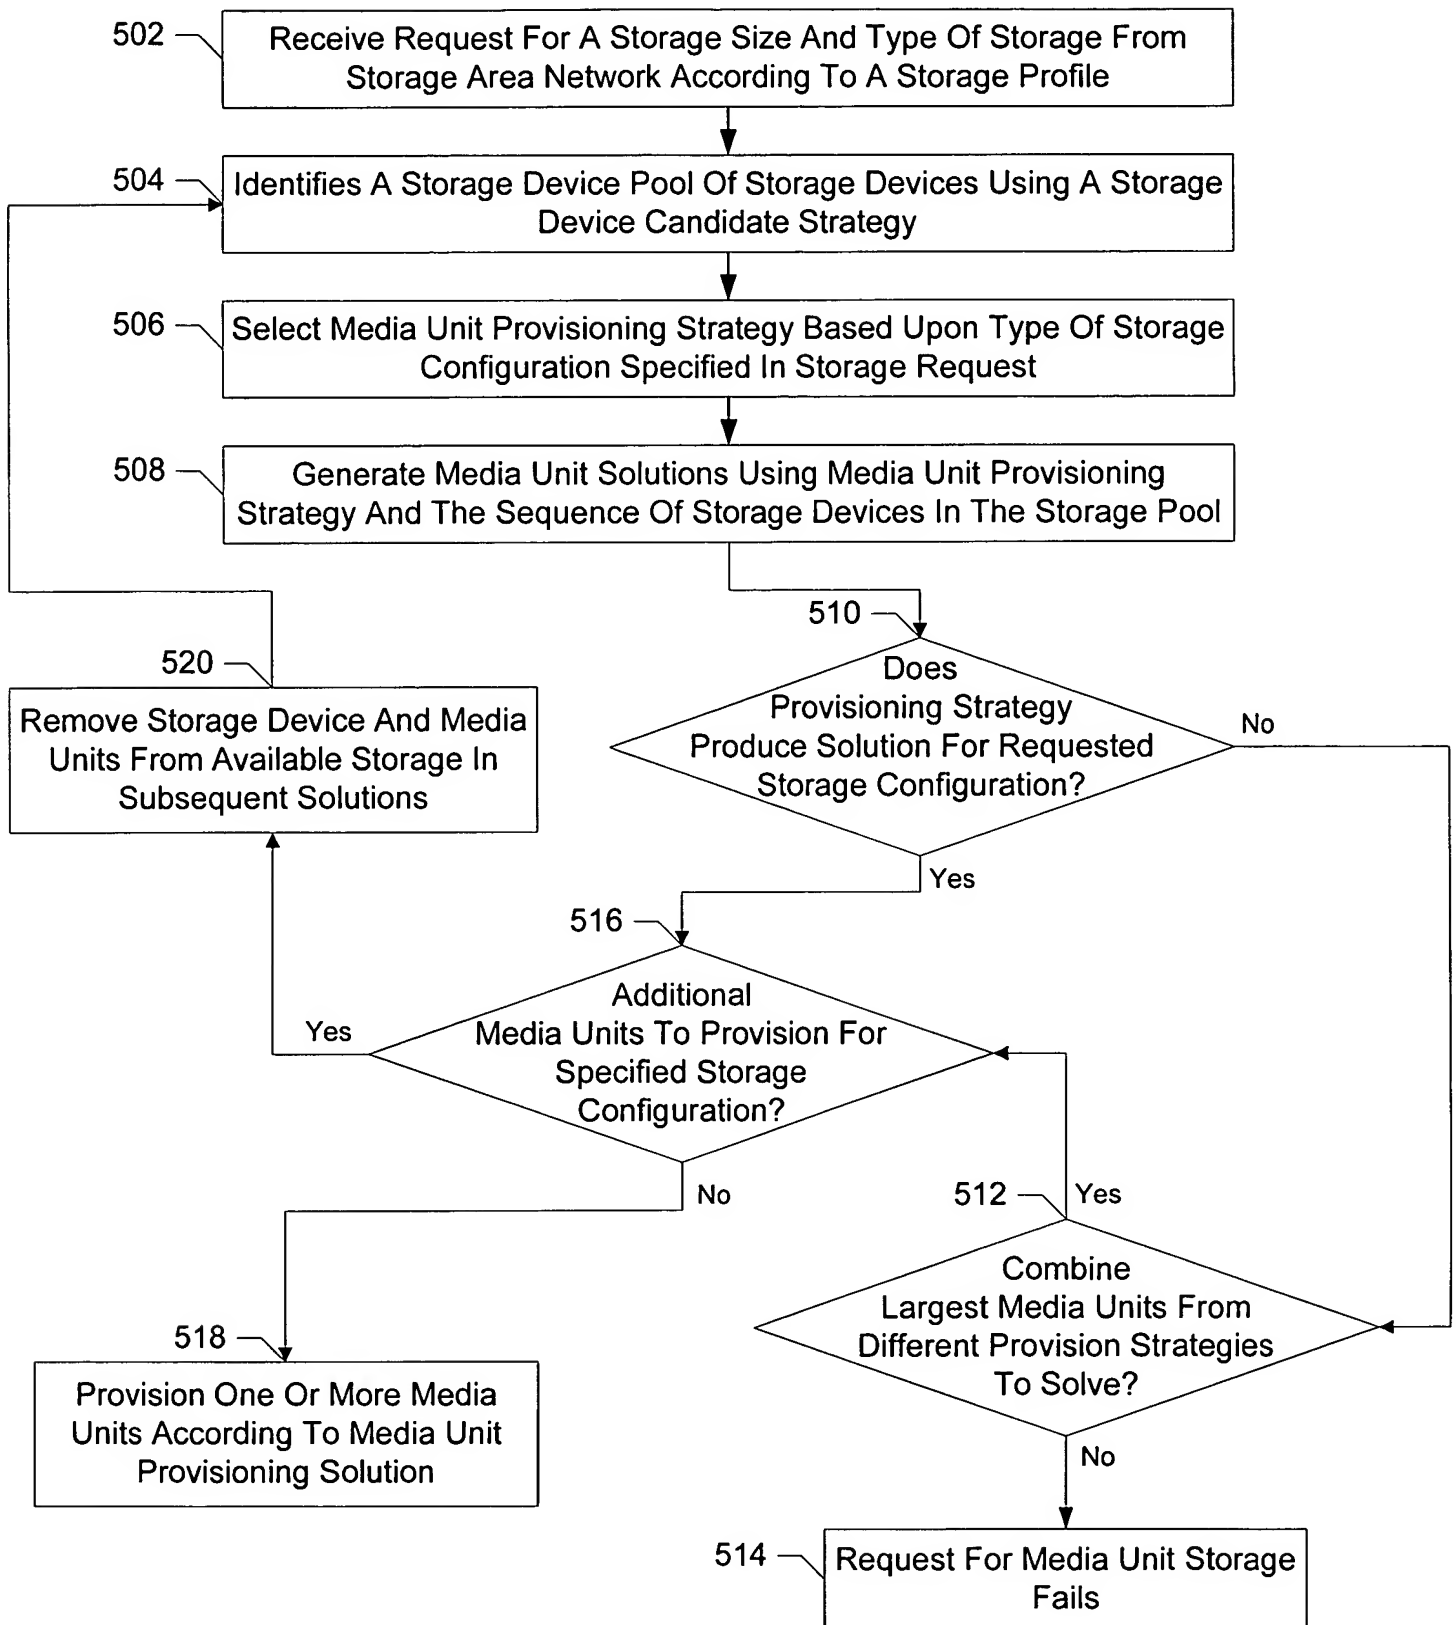 502
Receive Request For A Storage Size And Type Of Storage From
Storage Area Network According To A Storage Profile
504
Identifies A Storage Device Pool Of Storage Devices Using A Storage
Device Candidate Strategy
506
Select Media Unit Provisioning Strategy Based Upon Type Of Storage
Configuration Specified In Storage Request
508
Generate Media Unit Solutions Using Media Unit Provisioning
Strategy And The Sequence Of Storage Devices In The Storage Pool
510
Does
Provisioning Strategy
Produce Solution For Requested
Storage Configuration?
No
Yes
520
Remove Storage Device And Media
Units From Available Storage In
Subsequent Solutions
516
Additional
Media Units To Provision For
Specified Storage
Configuration?
Yes
No
512
Yes
Combine
Largest Media Units From
Different Provision Strategies
To Solve?
No
518
Provision One Or More Media
Units According To Media Unit
Provisioning Solution
514
Request For Media Unit Storage
Fails